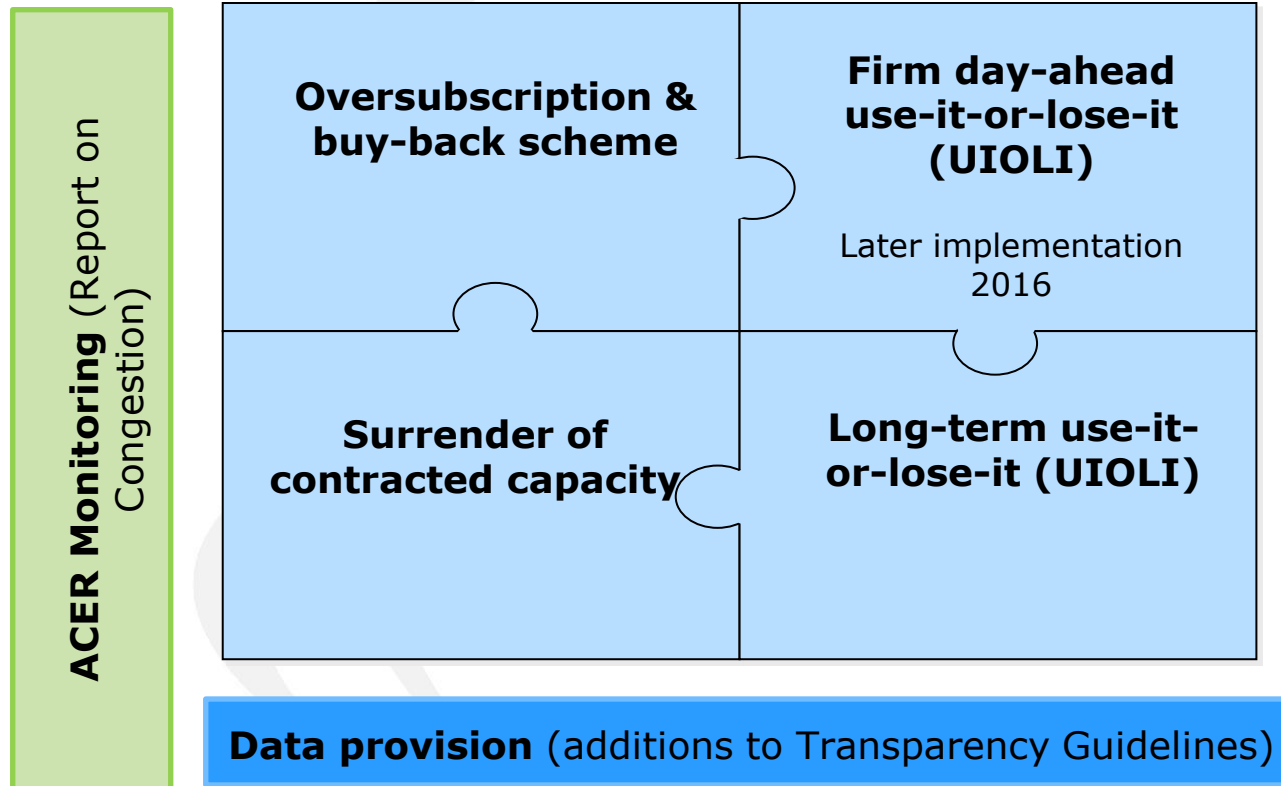 ACER Monitoring (Report on
Congestion)
Oversubscription &
buy-back scheme
Firm day-ahead
use-it-or-lose-it
(UIOLI)
Later implementation
2016
Surrender of
contracted capacity
Long-term use-it-
or-lose-it (UIOLI)
Data provision (additions to Transparency Guidelines)